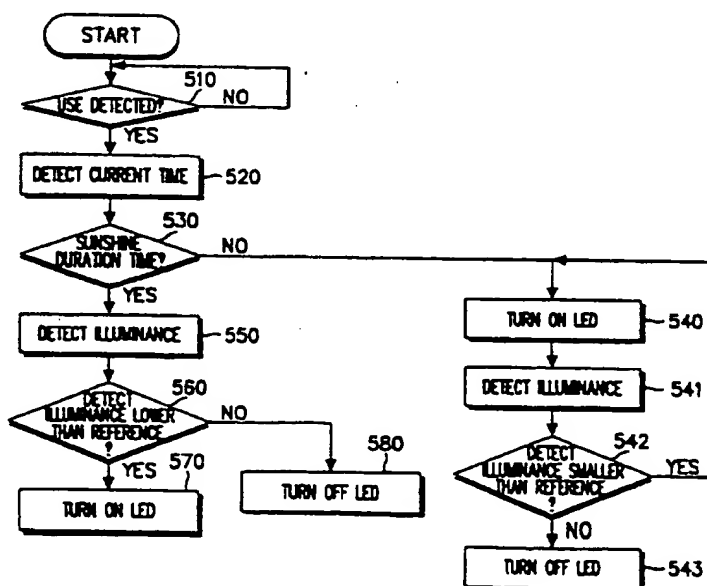 START
510
USE DETECTED?
NO
YES
DETECT CURRENT TIME
520
530
SUNSHINE
DURATION TIME?
NO
YES
DETECT ILLUMINANCE
550
TURN ON LED
540
DETECT ILLUMINANCE
541
DETECT
ILLUMINANCE LOWER
THAN REFERENCE
?
560
NO
YES
570
TURN ON LED
580
TURN OFF LED
DETECT
ILLUMINANCE SMALLER
THAN REFERENCE
?
542
YES
NO
TURN OFF LED
543